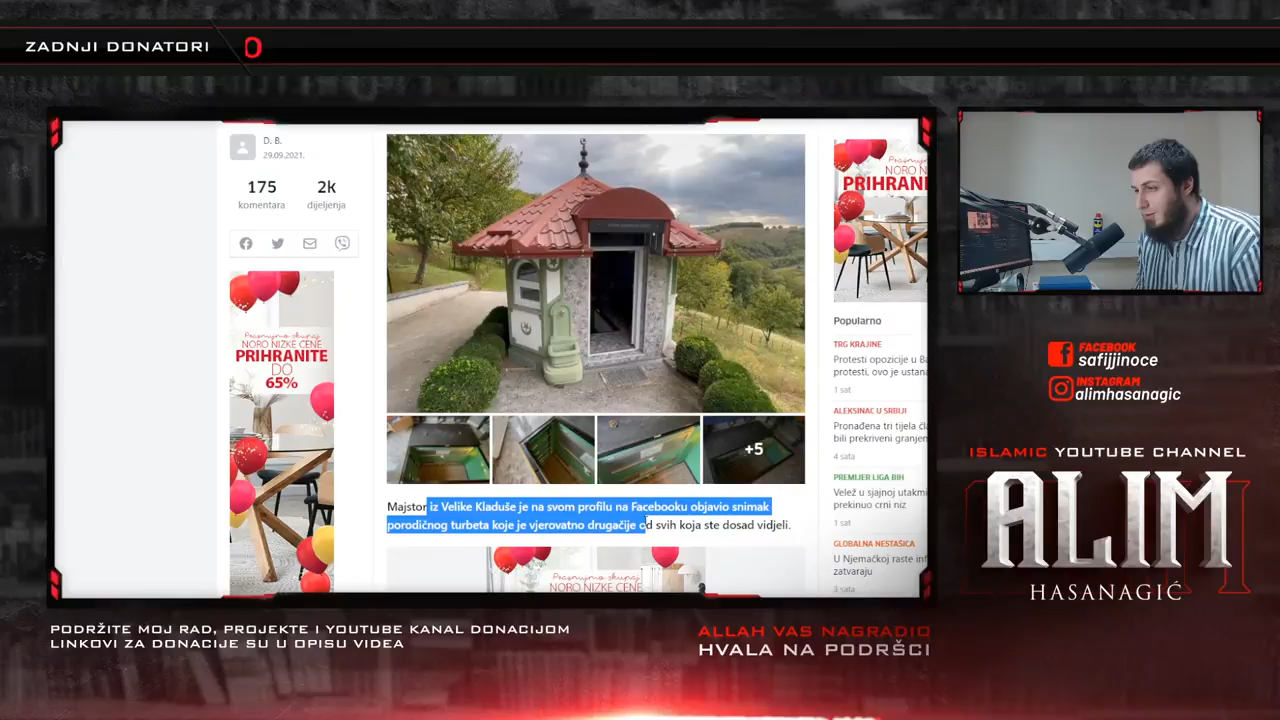 ZADNJI DONATORI
D. B.
29.09.2021.
175
2k
komentara
dijeljenja
NORO NIZKE CENE
PRIHRANITE
DO
65%
+5
Majstor iz Velike Kladuše je na svom profilu na Facebooku objavio snimak
porodičnog turbeta koje je vjerovatno drugačije od svih koja ste dosad vidjeli.
NORO NIZKE CENE
NORO N
PRIHRANI
Popularno
TRG KRAJINE
Protesti opozicije u Ba
protesti, ovo je ustana
1 sat
ALEKSINAC U SRBIJI
Pronađena tri tijela čla
bili prekriveni granjem
4 sata
PREMIJER LIGA BIH
Velež u sjajnoj utakmi
prekinuo crni niz
1 sat
GLOBALNA NESTAŠICA
U Njemačkoj raste inf
zatvaraju
3 sata
FACEBOOK
safijjinoce
INSTAGRAM
alimhasanagic
ISLAMIC YOUTUBE CHANNEL
ALIM
HASANAGIĆ
PODRŽITE MOJ RAD, PROJEKTE I YOUTUBE KANAL DONACIJOM
LINKOVI ZA DONACIJE SU U OPISU VIDEA
ALLAH VAS NAGRADIO
HVALA NA PODRŠCI